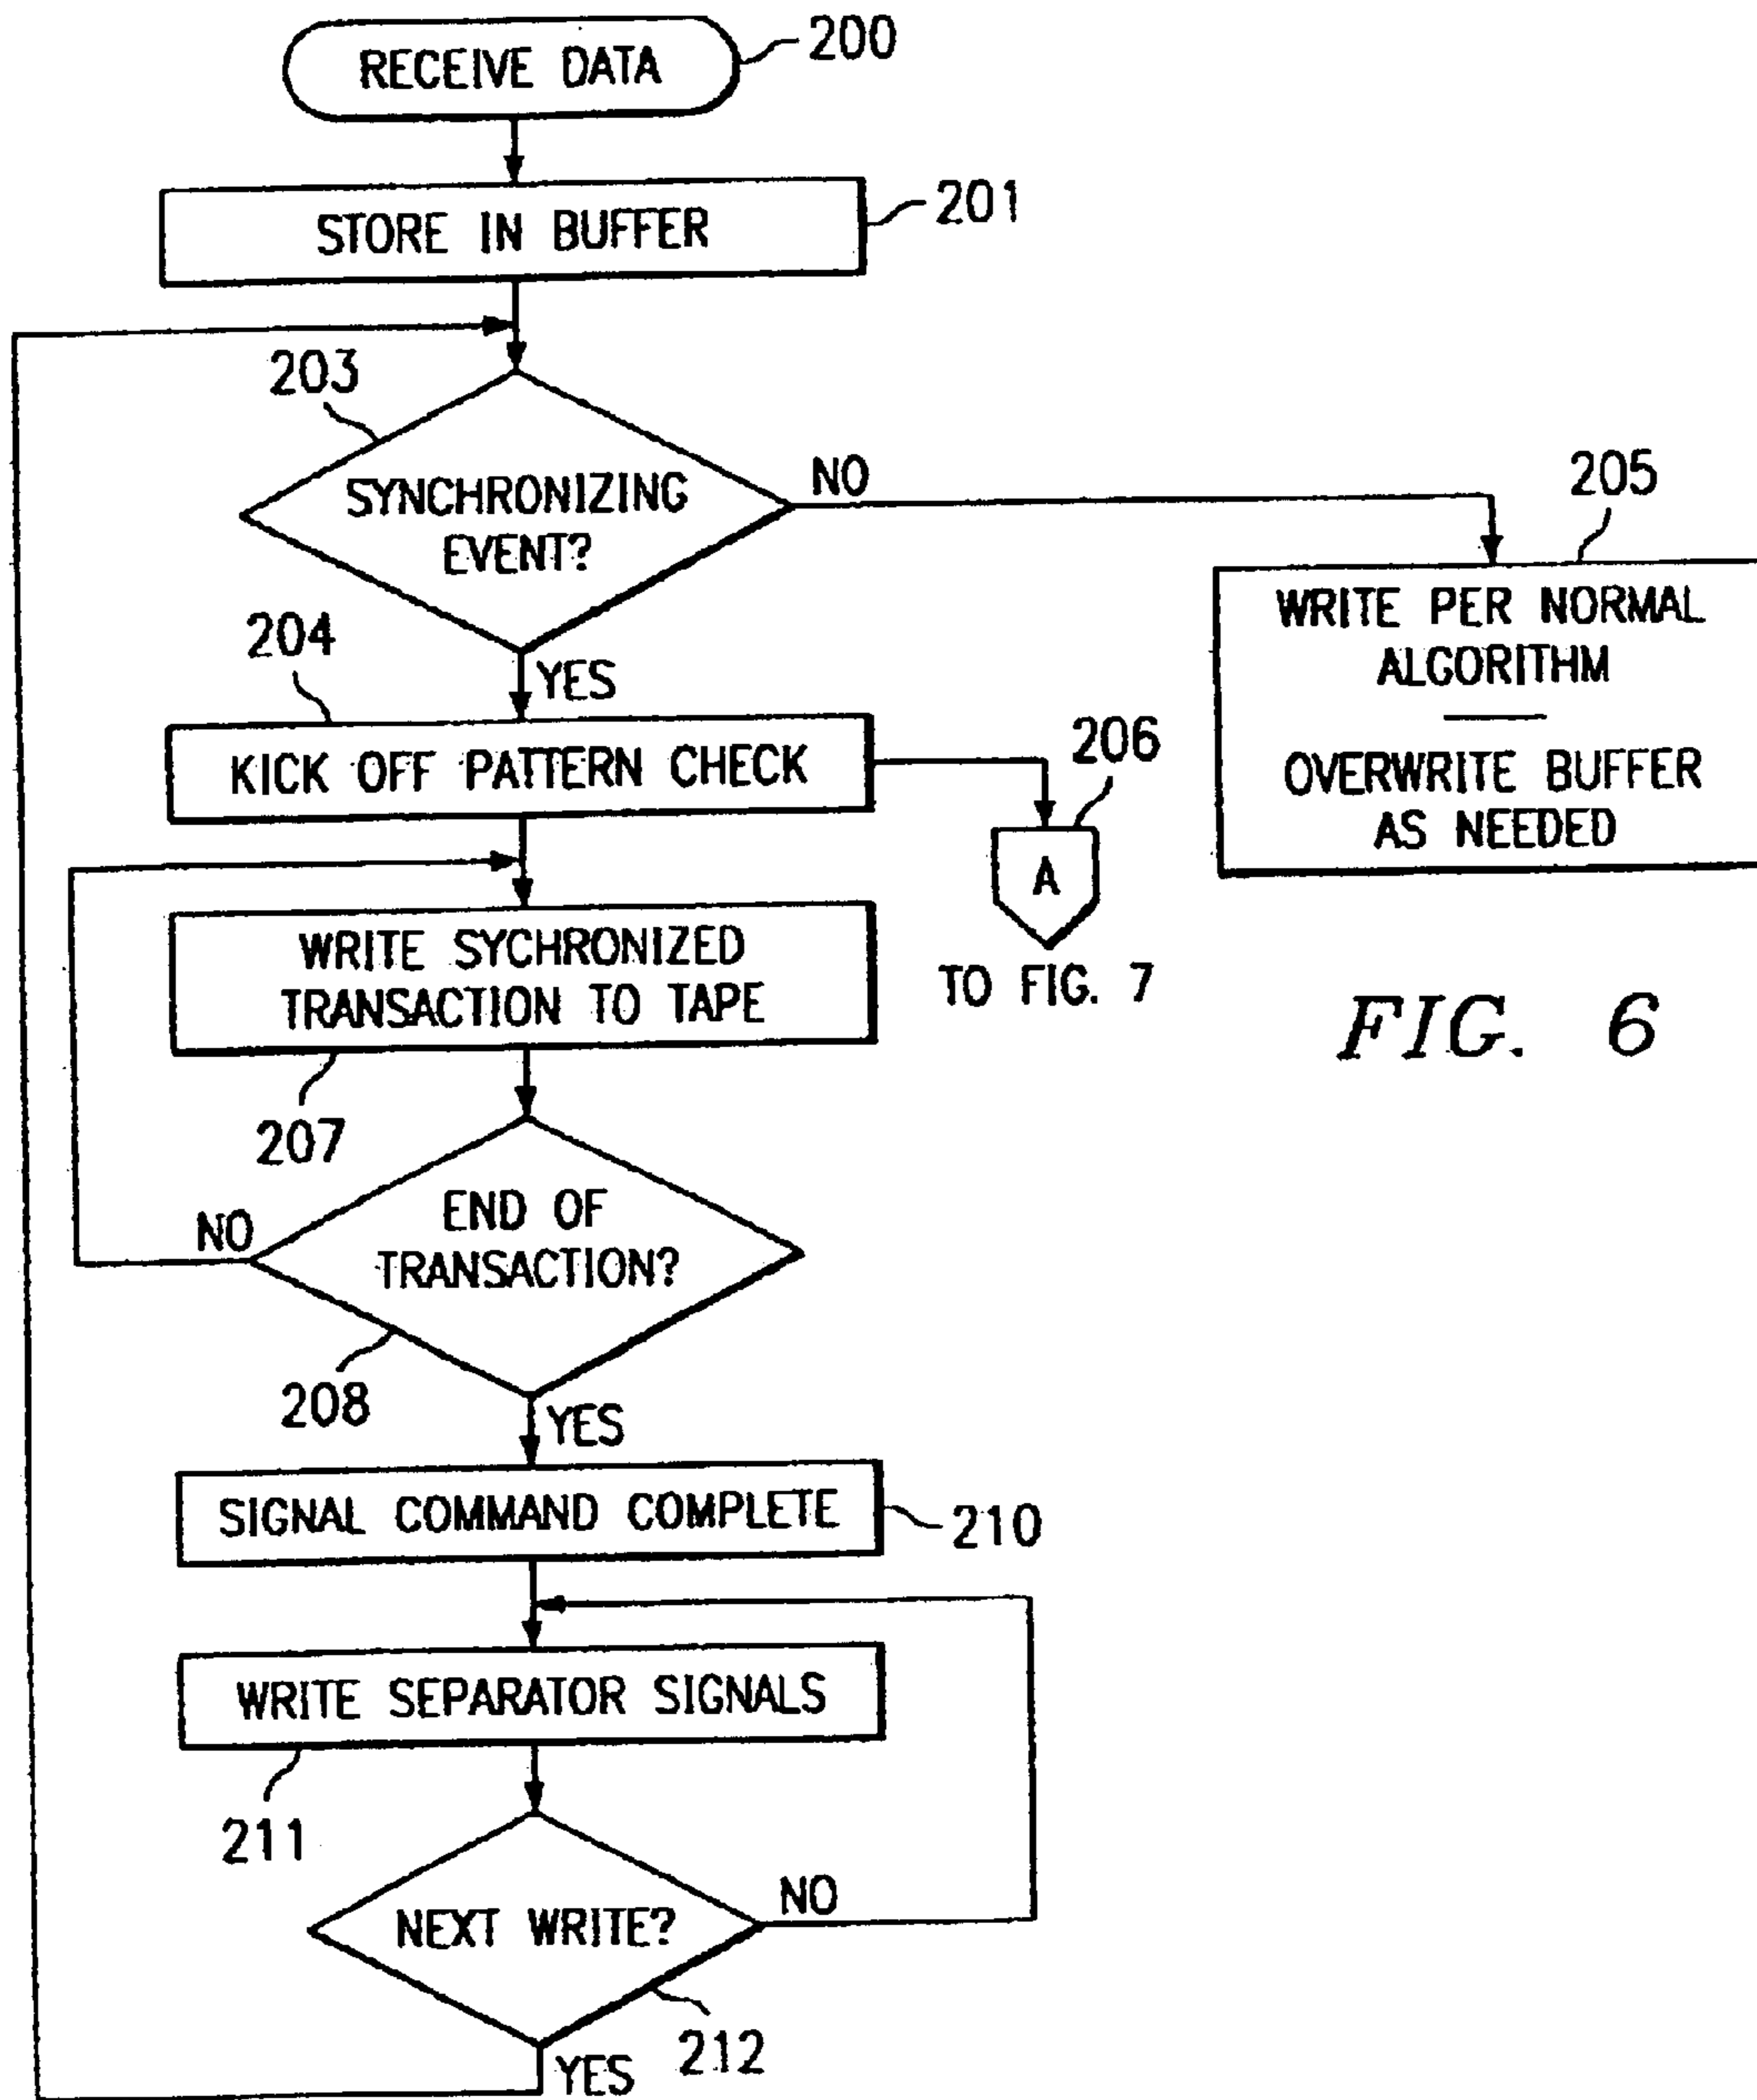 RECEIVE DATA
200
STORE IN BUFFER
201
203
SYNCHRONIZING
EVENT?
NO
YES
205
WRITE PER NORMAL
ALGORITHM
OVERWRITE BUFFER
AS NEEDED
204
KICK OFF PATTERN CHECK
206
A
TO FIG. 7
FIG. 6
WRITE SYCHRONIZED
TRANSACTION TO TAPE
207
END OF
TRANSACTION?
NO
208
YES
SIGNAL COMMAND COMPLETE
210
WRITE SEPARATOR SIGNALS
211
NEXT WRITE?
NO
212
YES